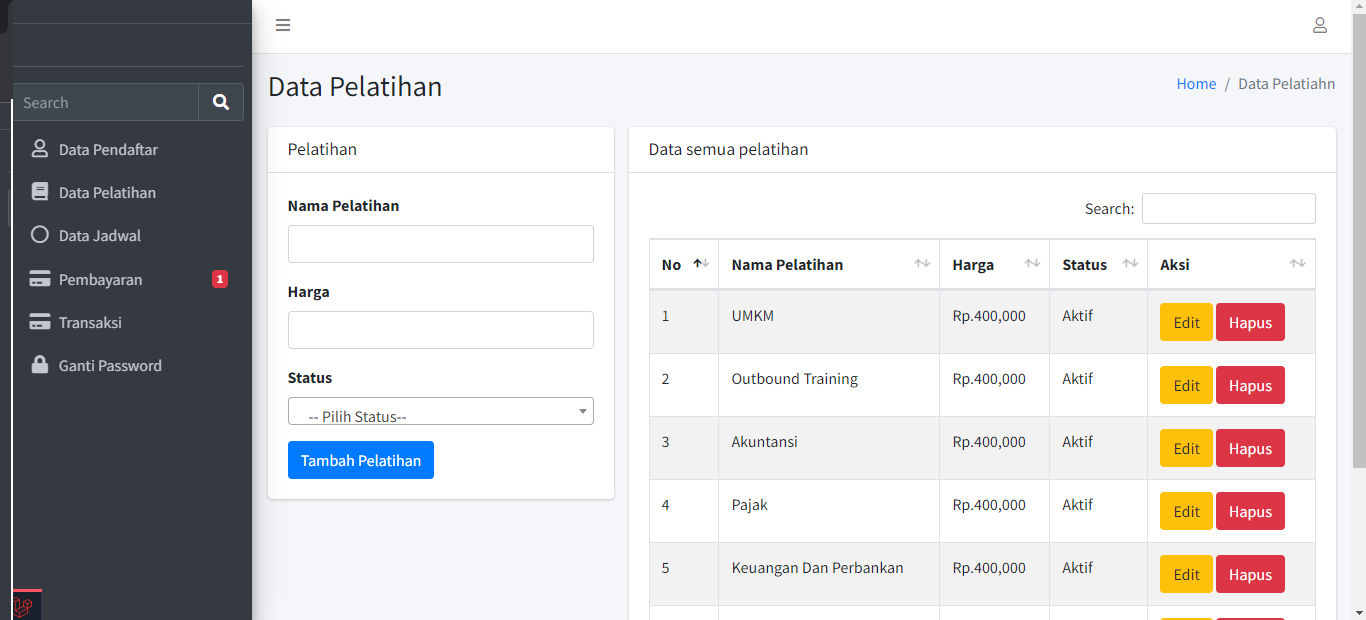 Search
Data Pendaftar
Data Pelatihan
Data Jadwal
Pembayaran 1
Transaksi
Ganti Password
Data Pelatihan
Home / Data Pelatiahn
Pelatihan
Nama Pelatihan
Harga
Status
-- Pilih Status--
Tambah Pelatihan
Data semua pelatihan
Search:
No Nama Pelatihan Harga Status Aksi
1 UMKM Rp.400,000 Aktif Edit Hapus
2 Outbound Training Rp.400,000 Aktif Edit Hapus
3 Akuntansi Rp.400,000 Aktif Edit Hapus
4 Pajak Rp.400,000 Aktif Edit Hapus
5 Keuangan Dan Perbankan Rp.400,000 Aktif Edit Hapus